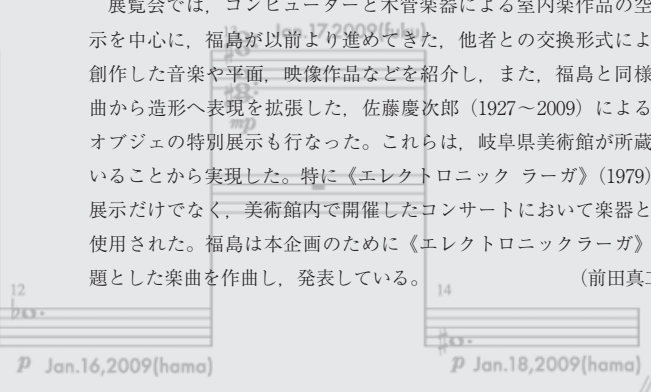 展覧会では，コンピューターと木管楽器による室内楽作品の空
示を中心に，福島が以前より進めてきた，他者との交換形式によ
創作した音楽や平面，映像作品などを紹介し，また，福島と同様
曲から造形へ表現を拡張した，佐藤慶次郎（1927～2009）による
オブジェの特別展示も行なった。これらは，岐阜県美術館が所蔵
いることから実現した。特に《エレクトロニック ラーガ》（1979）
展示だけでなく，美術館内で開催したコンサートにおいて楽器と
使用された。福島は本企画のために《エレクトロニックラーガ》
題とした楽曲を作曲し，発表している。 （前田真
13 Jan.17,2009(fuku)
mp
12
p Jan.16,2009(hama)
14
p Jan.18,2009(hama)